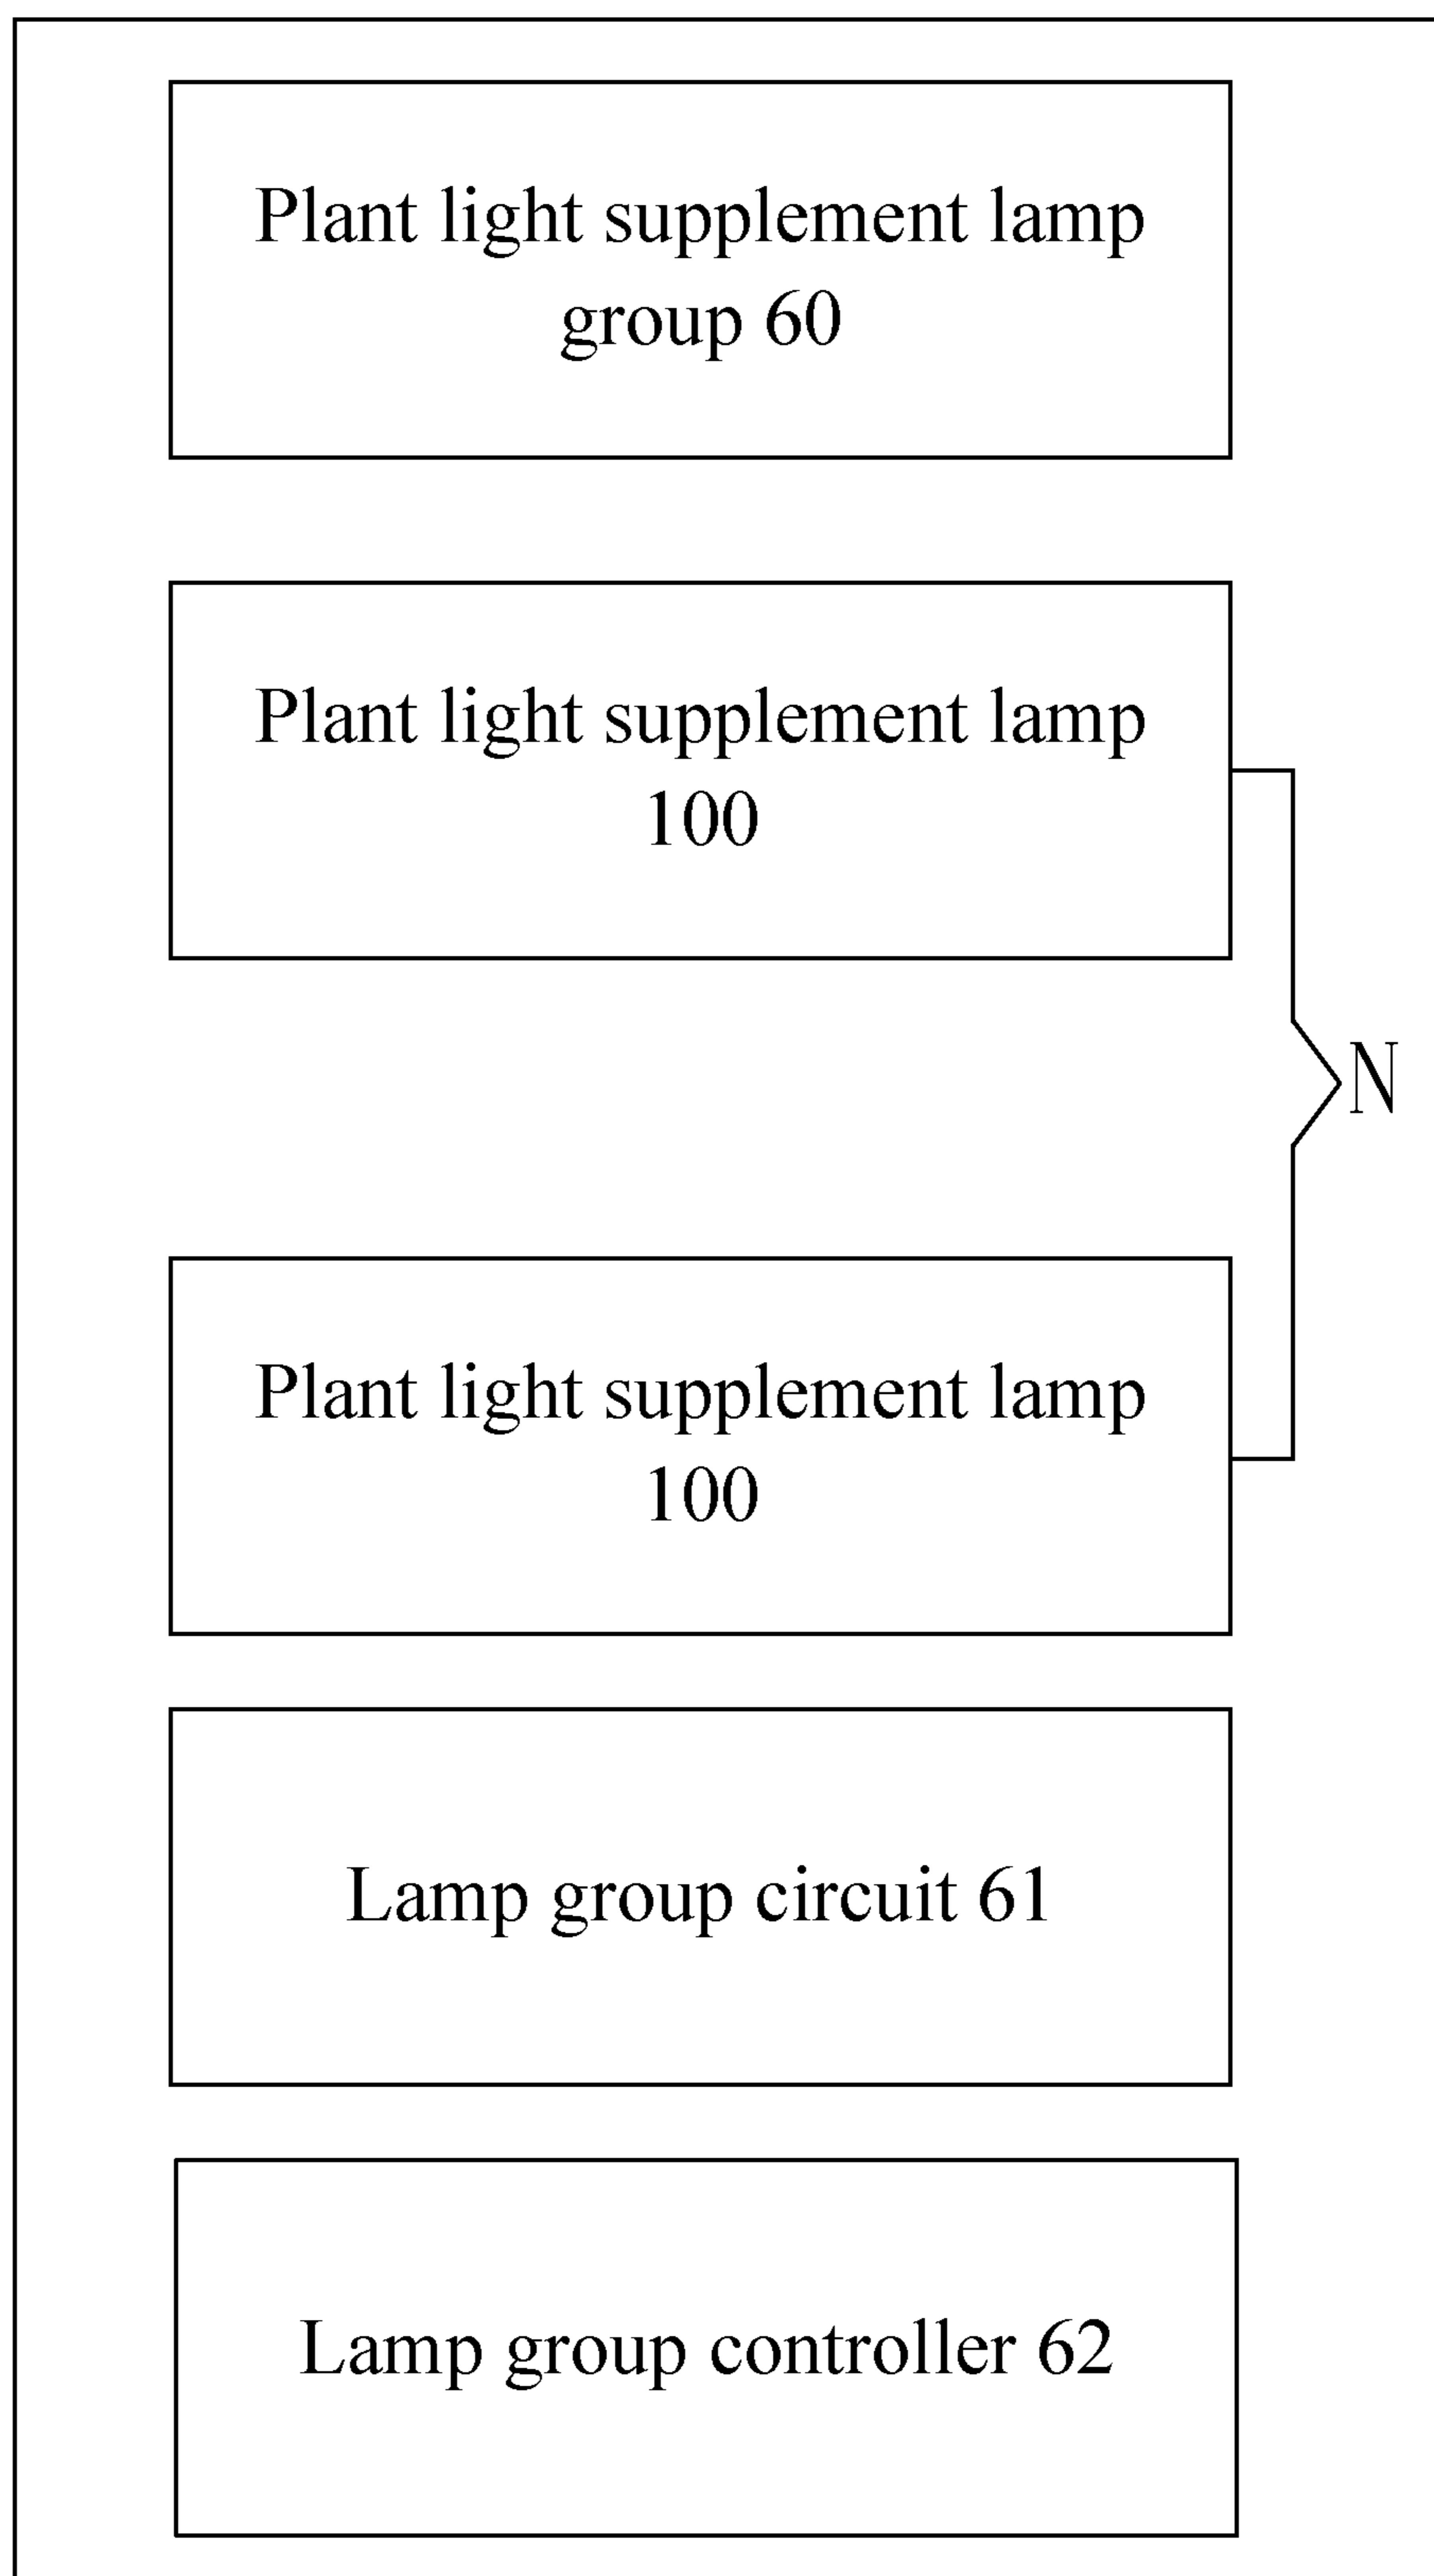 Plant light supplement lamp
group 60
Plant light supplement lamp
100
N
Plant light supplement lamp
100
Lamp group circuit 61
Lamp group controller 62